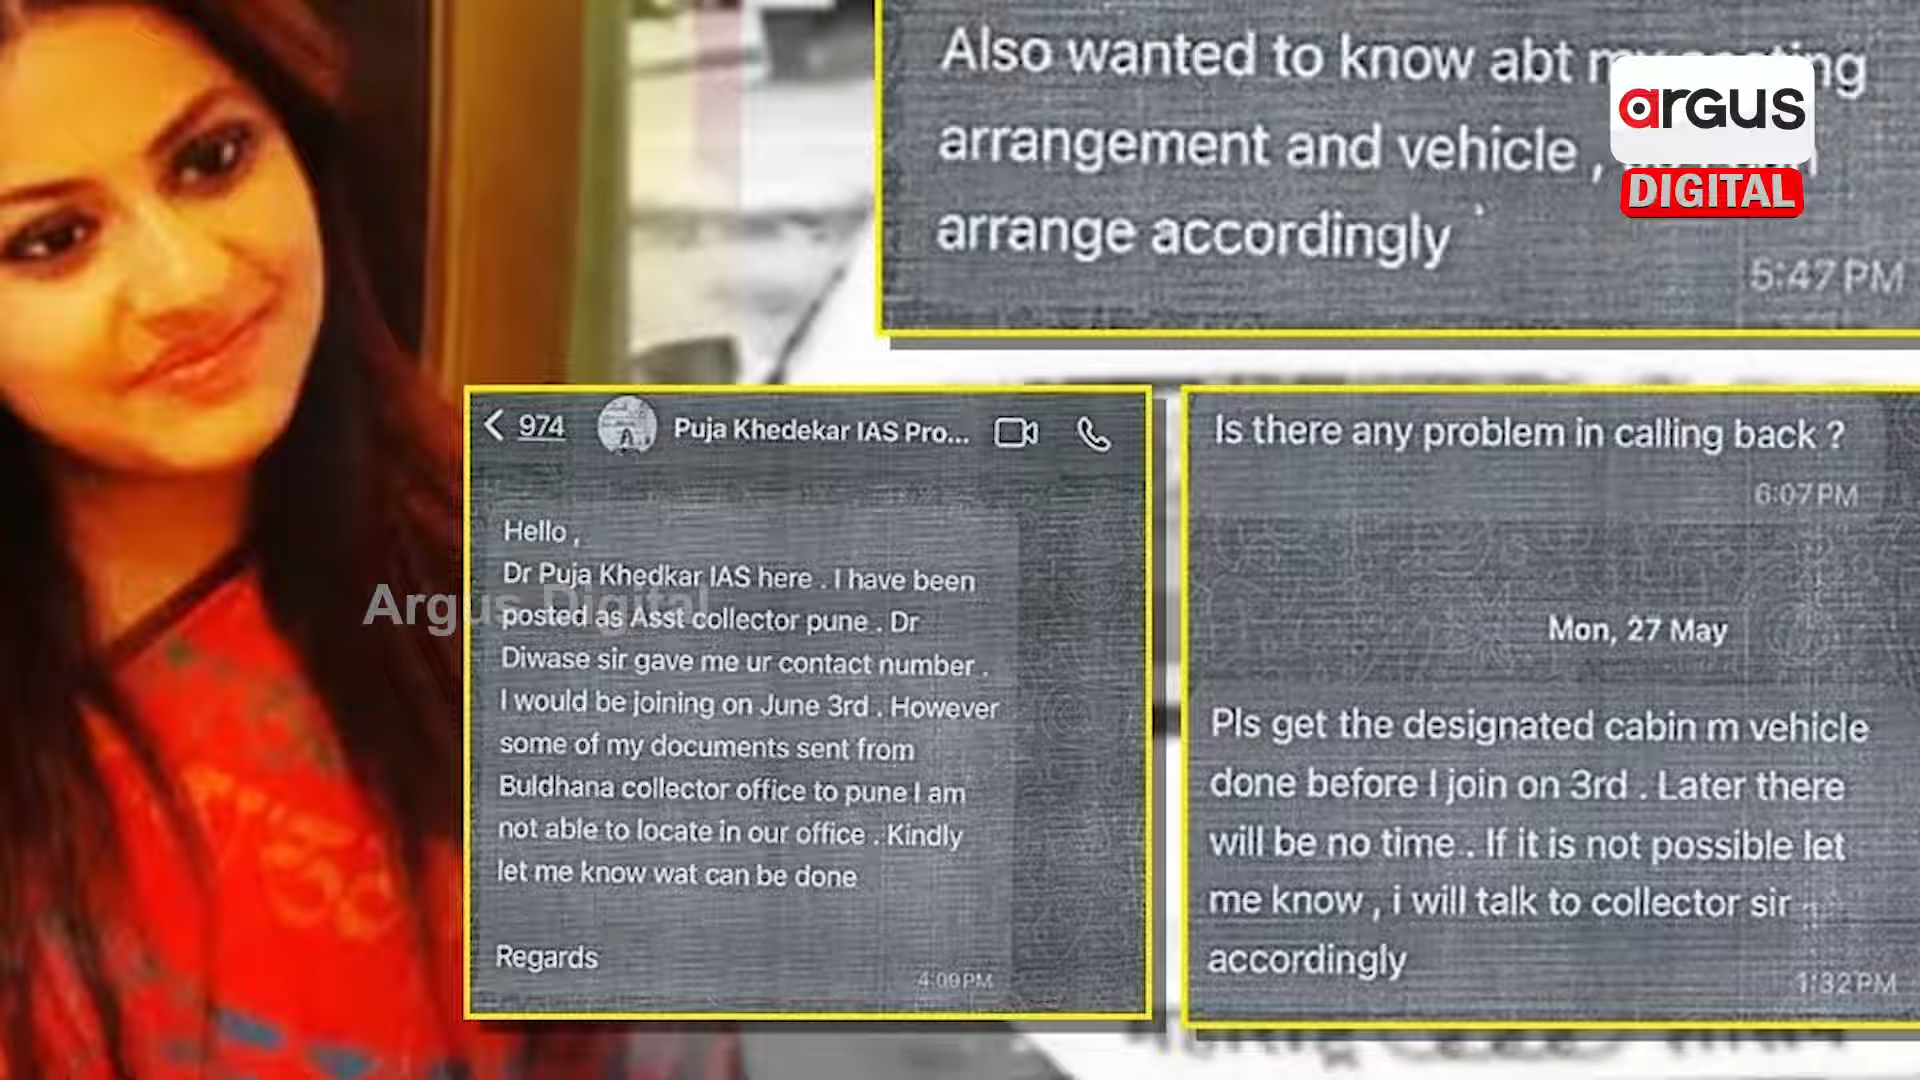 Also wanted to know abt
arrangement and vehicle ,
arrange accordingly
5:47 PM
argus
DIGITAL
974
Puja Khedekar IAS Pro...
Hello ,
Dr Puja Khedkar IAS here . I have been
posted as Asst collector pune . Dr
Diwase sir gave me ur contact number .
I would be joining on June 3rd . However
some of my documents sent from
Buldhana collector office to pune I am
not able to locate in our office . Kindly
let me know wat can be done
Regards
4:09 PM
Argus Digital
Is there any problem in calling back ?
6:07 PM
Mon, 27 May
Pls get the designated cabin m vehicle
done before I join on 3rd . Later there
will be no time . If it is not possible let
me know , i will talk to collector sir
accordingly
1:32 PM